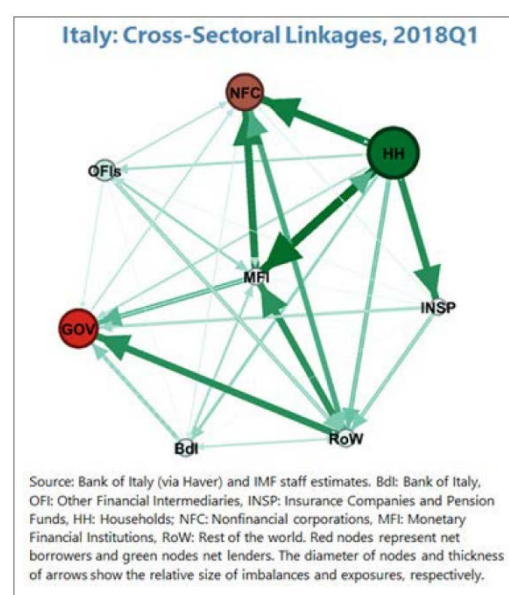 Italy: Cross-Sectoral Linkages, 2018Q1
NFC
HH
OFIs
MFI
INSP
GOV
BdI
RoW
Source: Bank of Italy (via Haver) and IMF staff estimates. BdI: Bank of Italy,
OFI: Other Financial Intermediaries, INSP: Insurance Companies and Pension
Funds, HH: Households; NFC: Nonfinancial corporations, MFI: Monetary
Financial Institutions, RoW: Rest of the world. Red nodes represent net
borrowers and green nodes net lenders. The diameter of nodes and thickness
of arrows show the relative size of imbalances and exposures, respectively.